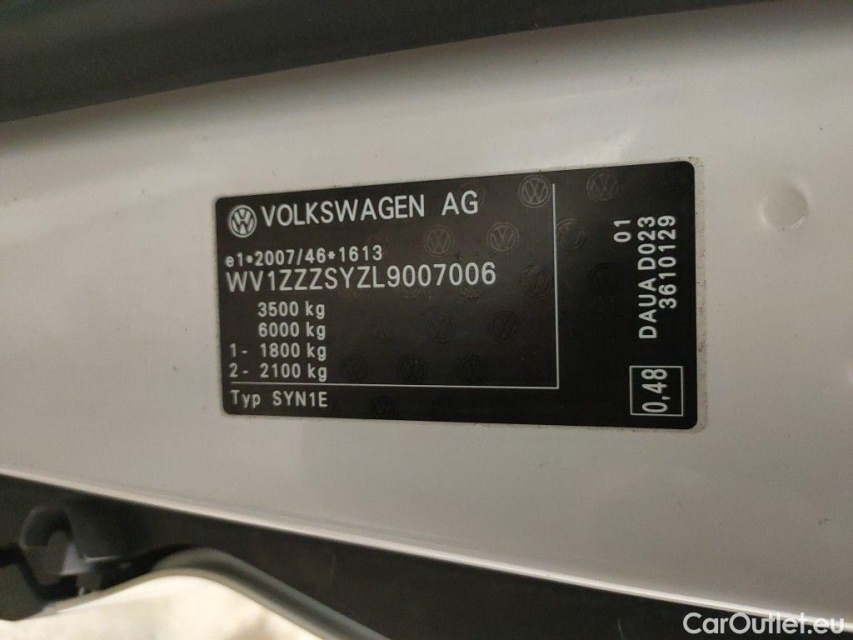 VOLKSWAGEN AG
e1*2007/46*1613
WV1ZZZSYZL9007006
3500 kg
6000 kg
1- 1800 kg
2- 2100 kg
Typ SYN1E
01
DAUA D023
3610129
0,48
CarOutlet.eu